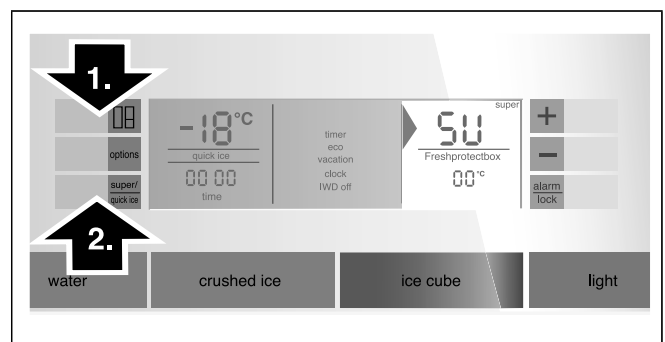 1.
options
super/
quick ice
2.
-18°C
quick ice
00 00
time
timer
eco
vacation
clock
IWD off
super
SU
Freshprotectbox
00°C
+
−
alarm
lock
water
crushed ice
ice cube
light